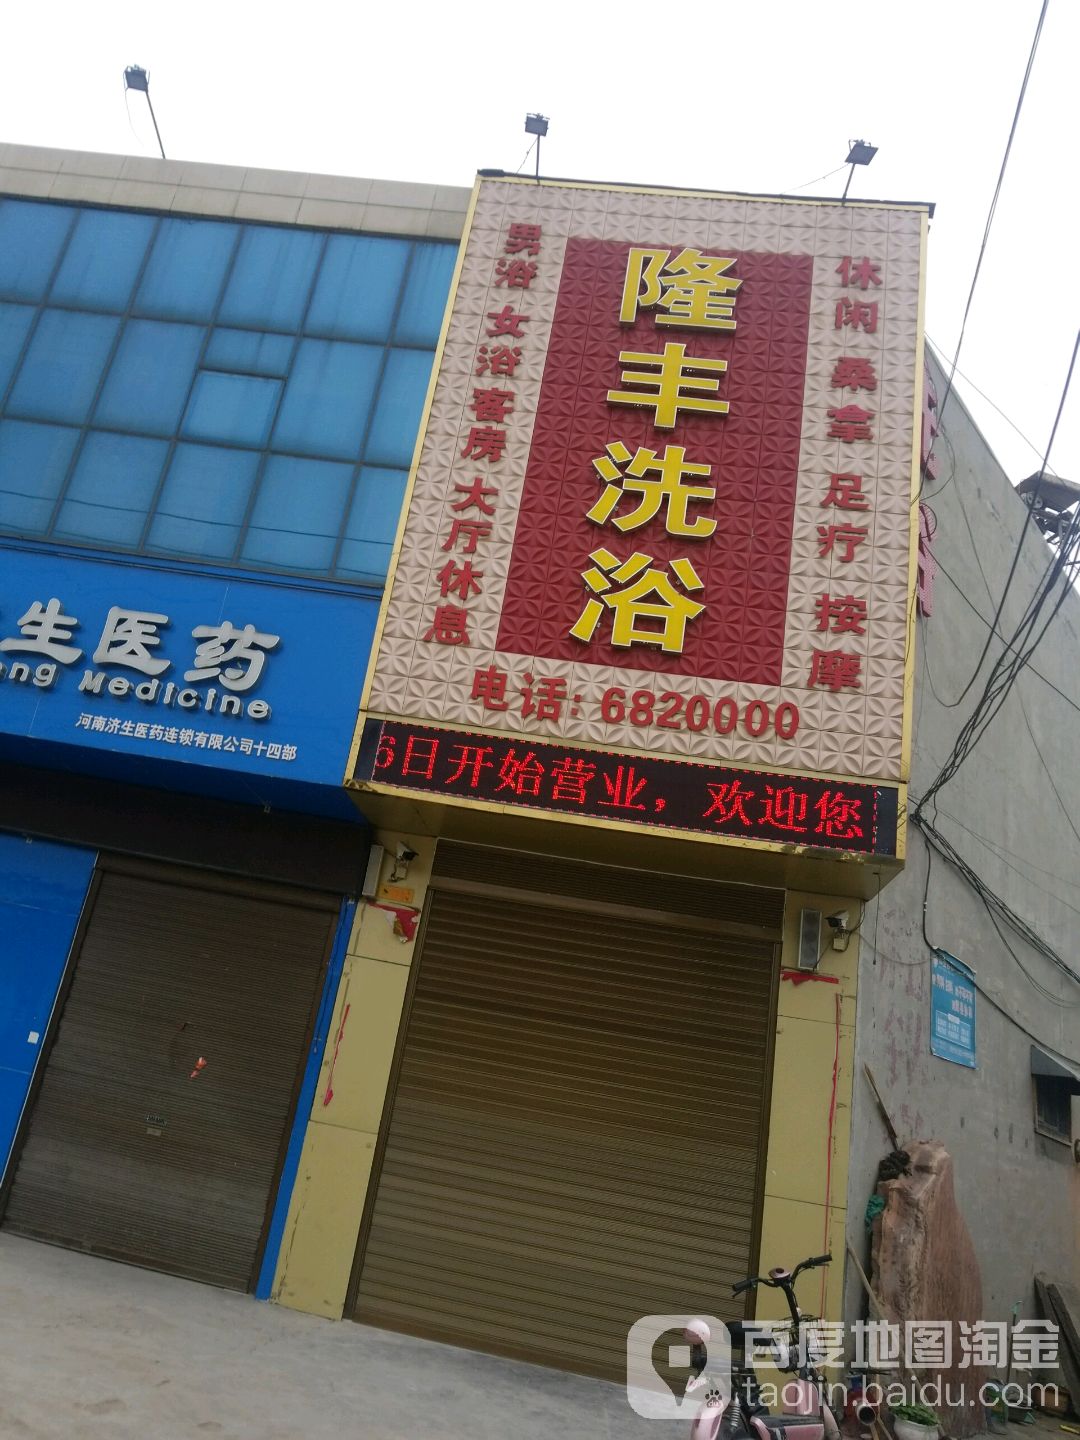 隆丰洗浴
男浴 女浴 客房 大厅休息
休闲 桑拿 足疗 按摩
电话: 6820000
6日开始营业，欢迎您
生医药
ng Medicine
河南济生医药连锁有限公司十四部
百度地图淘金
taojin.baidu.com